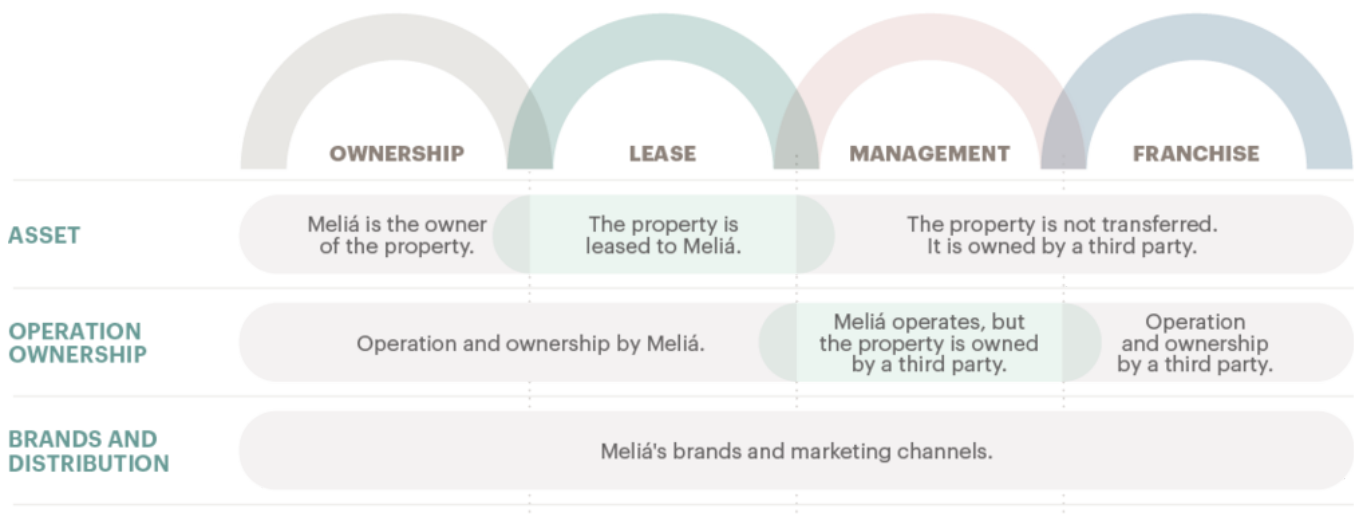 OWNERSHIP LEASE MANAGEMENT FRANCHISE
ASSET
Meliá is the owner
of the property.
The property is
leased to Meliá.
The property is not transferred.
It is owned by a third party.
OPERATION
OWNERSHIP
Operation and ownership by Meliá.
Meliá operates, but
the property is owned
by a third party.
Operation
and ownership
by a third party.
BRANDS AND
DISTRIBUTION
Meliá's brands and marketing channels.